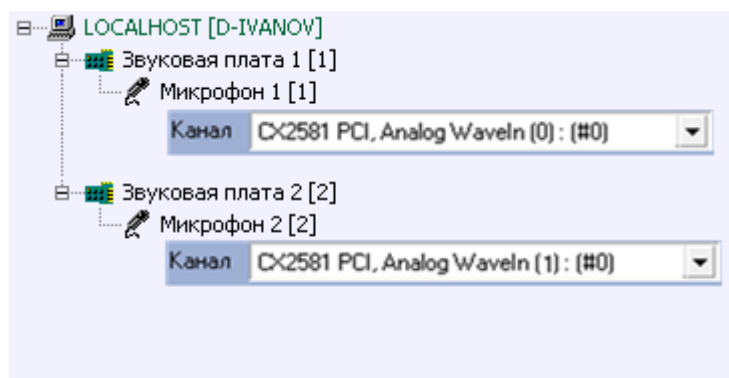 LOCALHOST [D-IVANOV]
Звуковая плата 1 [1]
Микрофон 1 [1]
Канал CX2581 PCI, Analog WaveIn (0) : (#0)
Звуковая плата 2 [2]
Микрофон 2 [2]
Канал CX2581 PCI, Analog WaveIn (1) : (#0)